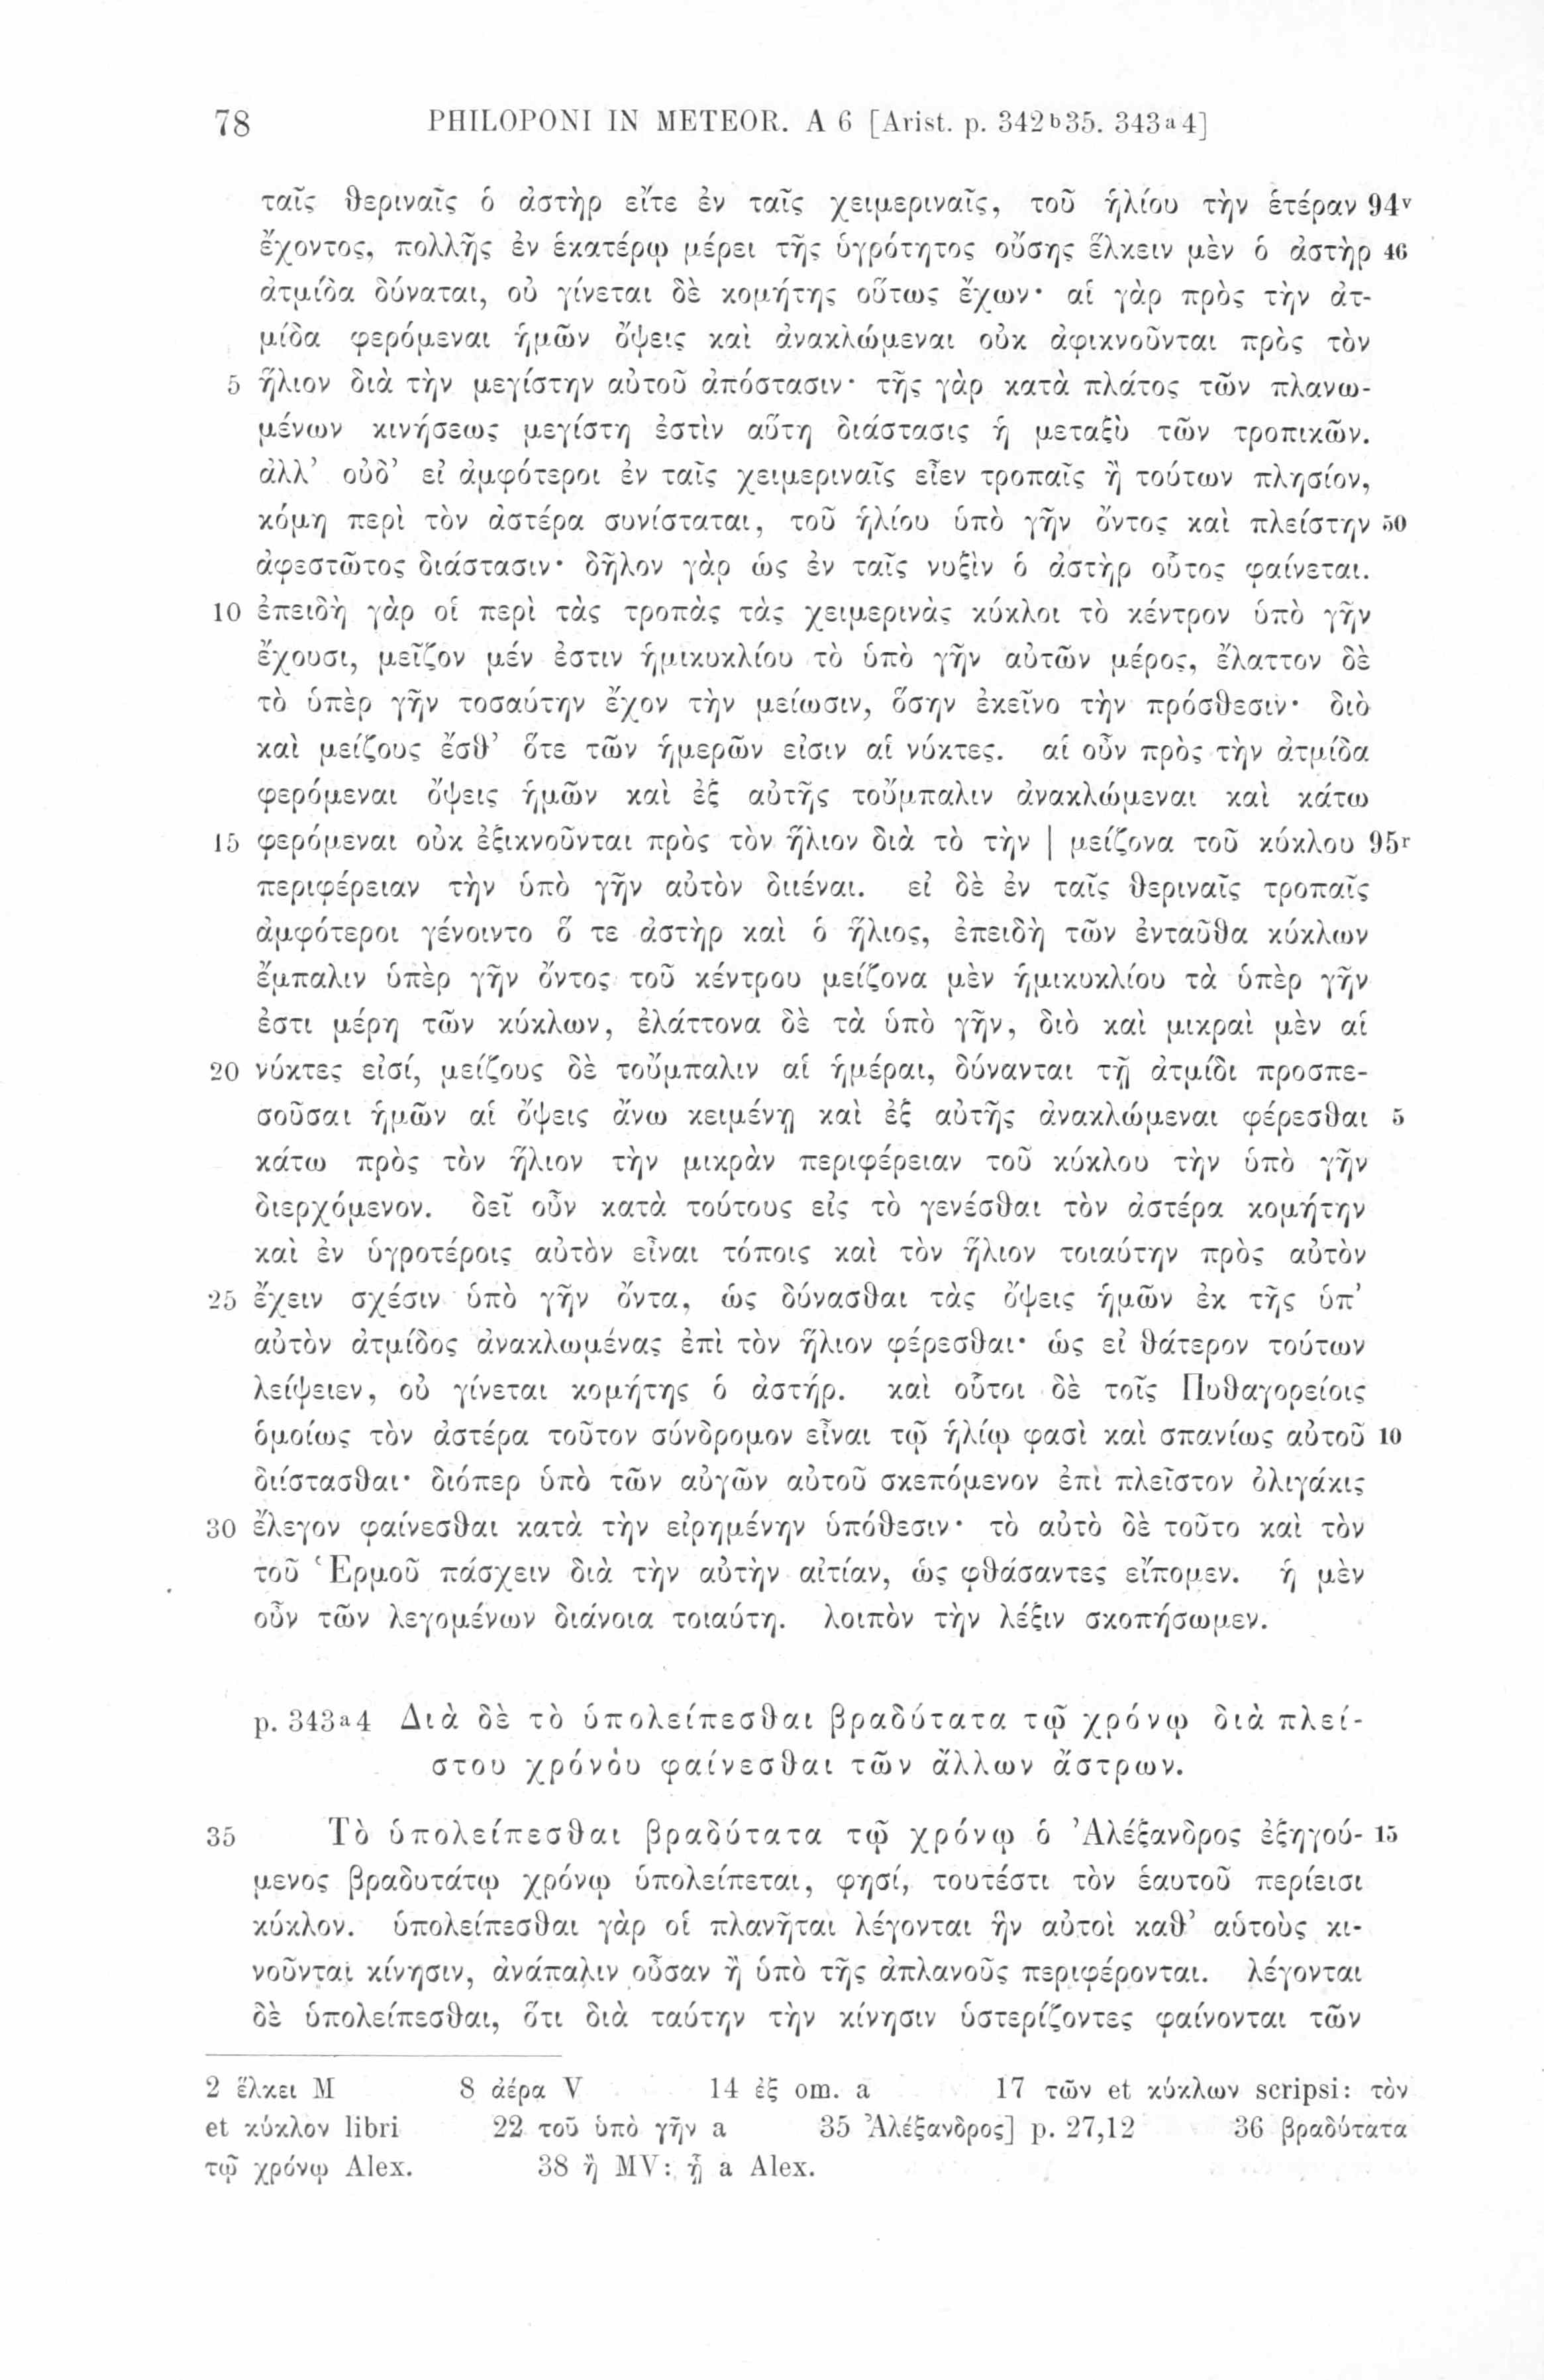 78 PHILOPONI IN METEOR. A 6 [Arist. p. 342b35. 343a4]
ταῖς θεριναῖς ὁ ἀστὴρ εἴτε ἐν ταῖς χειμεριναῖς, τοῦ ἡλίου τὴν ἑτέραν 94v
ἔχοντος, πολλῆς ἐν ἑκατέρῳ μέρει τῆς ὑγρότητος οὔσης ἕλκειν μὲν ὁ ἀστὴρ 46
ἀτμίδα δύναται, οὐ γίνεται δὲ κομήτης οὕτως ἔχων· αἱ γὰρ πρὸς τὴν ἀτ-
μίδα φερόμεναι ἡμῶν ὄψεις καὶ ἀνακλώμεναι οὐκ ἀφικνοῦνται πρὸς τὸν
5 ἥλιον διὰ τὴν μεγίστην αὐτοῦ ἀπόστασιν· τῆς γὰρ κατὰ πλάτος τῶν πλανω-
μένων κινήσεως μεγίστη ἐστὶν αὕτη διάστασις ἡ μεταξὺ τῶν τροπικῶν.
ἀλλ’ οὐδ’ εἰ ἀμφότεροι ἐν ταῖς χειμεριναῖς εἶεν τροπαῖς ἢ τούτων πλησίον,
κόμη περὶ τὸν ἀστέρα συνίσταται, τοῦ ἡλίου ὑπὸ γῆν ὄντος καὶ πλείστην 50
ἀφεστῶτος διάστασιν· δῆλον γὰρ ὡς ἐν ταῖς νυξὶν ὁ ἀστὴρ οὗτος φαίνεται.
10 ἐπειδὴ γὰρ οἱ περὶ τὰς τροπὰς τὰς χειμερινὰς κύκλοι τὸ κέντρον ὑπὸ γῆν
ἔχουσι, μεῖζον μέν ἐστιν ἡμικυκλίου τὸ ὑπὸ γῆν αὐτῶν μέρος, ἔλαττον δὲ
τὸ ὑπὲρ γῆν τοσαύτην ἔχον τὴν μείωσιν, ὅσην ἐκεῖνο τὴν πρόσθεσιν· διὸ
καὶ μείζους ἔσθ’ ὅτε τῶν ἡμερῶν εἰσιν αἱ νύκτες. αἱ οὖν πρὸς τὴν ἀτμίδα
φερόμεναι ὄψεις ἡμῶν καὶ ἐξ αὐτῆς τοὔμπαλιν ἀνακλώμεναι καὶ κάτω
15 φερόμεναι οὐκ ἐξικνοῦνται πρὸς τὸν ἥλιον διὰ τὸ τὴν | μείζονα τοῦ κύκλου 95r
περιφέρειαν τὴν ὑπὸ γῆν αὐτὸν διιέναι. εἰ δὲ ἐν ταῖς θεριναῖς τροπαῖς
ἀμφότεροι γένοιντο ὅ τε ἀστὴρ καὶ ὁ ἥλιος, ἐπειδὴ τῶν ἐνταῦθα κύκλων
ἔμπαλιν ὑπὲρ γῆν ὄντος τοῦ κέντρου μείζονα μὲν ἡμικυκλίου τὰ ὑπὲρ γῆν
ἐστι μέρη τῶν κύκλων, ἐλάττονα δὲ τὰ ὑπὸ γῆν, διὸ καὶ μικραὶ μὲν αἱ
20 νύκτες εἰσί, μείζους δὲ τοὔμπαλιν αἱ ἡμέραι, δύνανται τῇ ἀτμίδι προσπε-
σοῦσαι ἡμῶν αἱ ὄψεις ἄνω κειμένῃ καὶ ἐξ αὐτῆς ἀνακλώμεναι φέρεσθαι 5
κάτω πρὸς τὸν ἥλιον τὴν μικρὰν περιφέρειαν τοῦ κύκλου τὴν ὑπὸ γῆν
διερχόμενον. δεῖ οὖν κατὰ τούτους εἰς τὸ γενέσθαι τὸν ἀστέρα κομήτην
καὶ ἐν ὑγροτέροις αὐτὸν εἶναι τόποις καὶ τὸν ἥλιον τοιαύτην πρὸς αὐτὸν
25 ἔχειν σχέσιν ὑπὸ γῆν ὄντα, ὡς δύνασθαι τὰς ὄψεις ἡμῶν ἐκ τῆς ὑπ’
αὐτὸν ἀτμίδος ἀνακλωμένας ἐπὶ τὸν ἥλιον φέρεσθαι· ὡς εἰ θάτερον τούτων
λείψειεν, οὐ γίνεται κομήτης ὁ ἀστήρ. καὶ οὗτοι δὲ τοῖς Πυθαγορείοις
ὁμοίως τὸν ἀστέρα τοῦτον σύνδρομον εἶναι τῷ ἡλίῳ φασὶ καὶ σπανίως αὐτοῦ 10
διίστασθαι· διόπερ ὑπὸ τῶν αὐγῶν αὐτοῦ σκεπόμενον ἐπὶ πλεῖστον ὀλιγάκις
30 ἔλεγον φαίνεσθαι κατὰ τὴν εἰρημένην ὑπόθεσιν· τὸ αὐτὸ δὲ τοῦτο καὶ τὸν
τοῦ Ἑρμοῦ πάσχειν διὰ τὴν αὐτὴν αἰτίαν, ὡς φθάσαντες εἴπομεν. ἡ μὲν
οὖν τῶν λεγομένων διάνοια τοιαύτη. λοιπὸν τὴν λέξιν σκοπήσωμεν.
p. 343a4 Διὰ δὲ τὸ ὑπολείπεσθαι βραδύτατα τῷ χρόνῳ διὰ πλεί-
στου χρόνου φαίνεσθαι τῶν ἄλλων ἄστρων.
35 Τὸ ὑπολείπεσθαι βραδύτατα τῷ χρόνῳ ὁ Ἀλέξανδρος ἐξηγού- 15
μενος βραδυτάτῳ χρόνῳ ὑπολείπεται, φησί, τουτέστι τὸν ἑαυτοῦ περίεισι
κύκλον. ὑπολείπεσθαι γὰρ οἱ πλανῆται λέγονται ἣν αὐτοὶ καθ’ αὑτοὺς κι-
νοῦνται κίνησιν, ἀνάπαλιν οὖσαν ἢ ὑπὸ τῆς ἀπλανοῦς περιφέρονται. λέγονται
δὲ ὑπολείπεσθαι, ὅτι διὰ ταύτην τὴν κίνησιν ὑστερίζοντες φαίνονται τῶν
2 ἕλκει M 8 ἀέρα V 14 ἐξ om. a 17 τῶν et κύκλων scripsi: τὸν
et κύκλον libri 22 τοῦ ὑπὸ γῆν a 35 Ἀλέξανδρος] p. 27,12 36 βραδύτατα
τῷ χρόνῳ Alex. 38 ἢ MV: ᾗ a Alex.